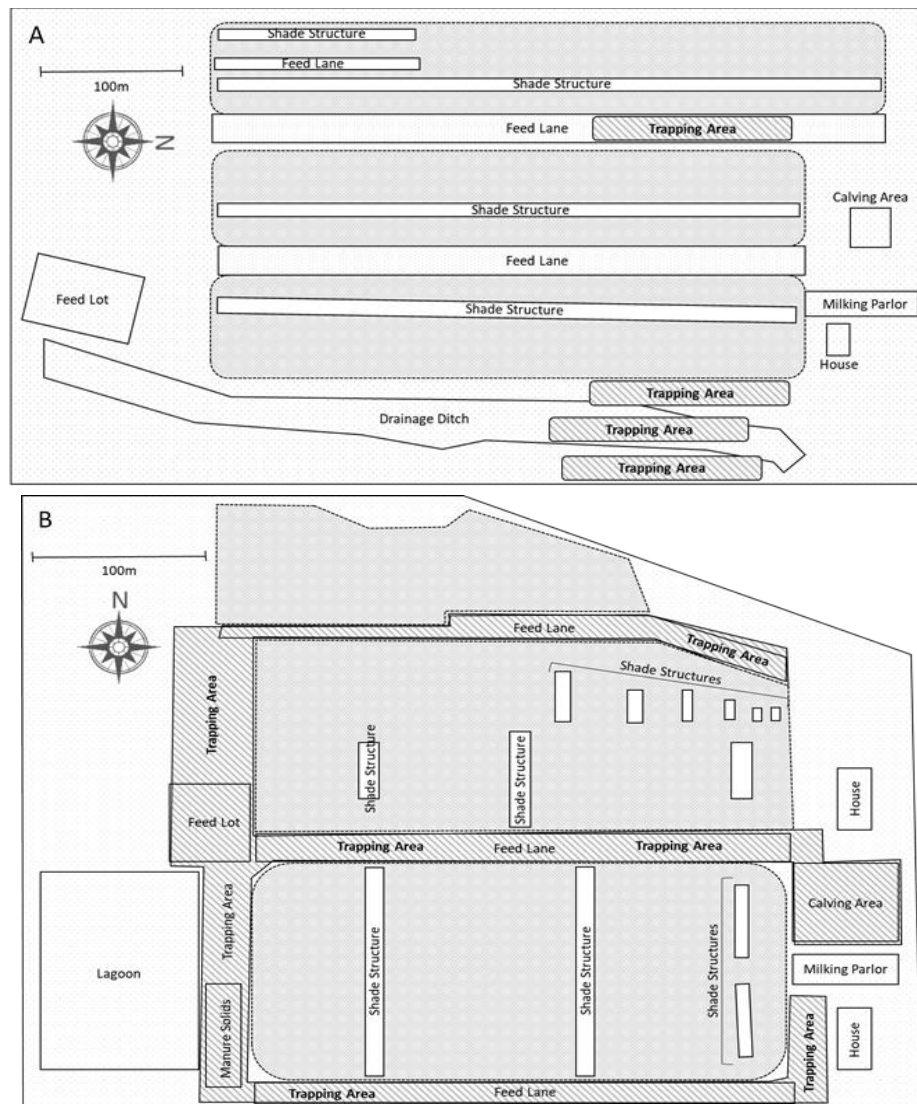 A
Shade Structure
Feed Lane
100m
Shade Structure
Feed Lane
Trapping Area
N
Calving Area
Shade Structure
Feed Lane
Feed Lot
Milking Parlor
Shade Structure
House
Trapping Area
Drainage Ditch
Trapping Area
Trapping Area
B
100m
N
Feed Lane
Trapping Area
Shade Structures
Trapping Area
Shade Structure
Shade Structure
House
Feed Lot
Trapping Area
Feed Lane
Trapping Area
Trapping Area
Calving Area
Shade Structure
Shade Structure
Shade Structures
Lagoon
Milking Parlor
Manure Solids
House
Trapping Area
Trapping Area
Feed Lane